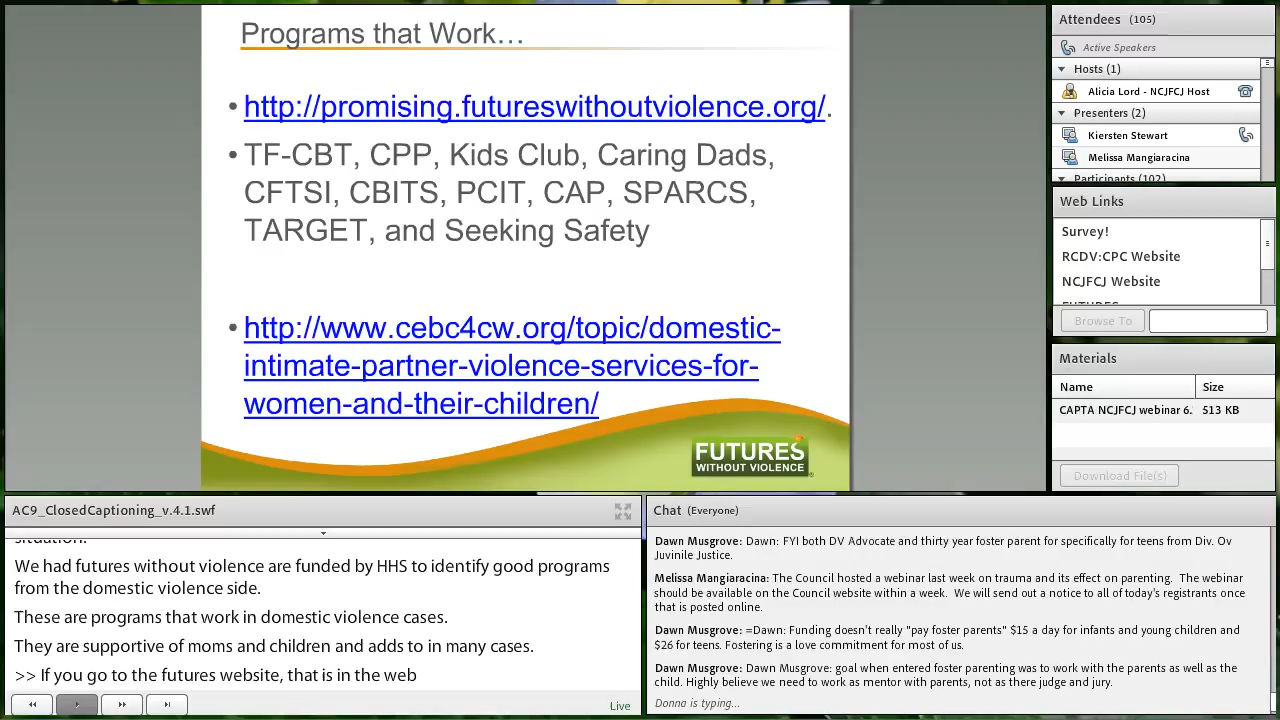 Programs that Work…
• http://promising.futureswithoutviolence.org/.
• TF-CBT, CPP, Kids Club, Caring Dads,
CFTSI, CBITS, PCIT, CAP, SPARCS,
TARGET, and Seeking Safety
• http://www.cebc4cw.org/topic/domestic-
intimate-partner-violence-services-for-
women-and-their-children/
FUTURES
WITHOUT VIOLENCE
Attendees (105)
Active Speakers
Hosts (1)
Alicia Lord - NCJFCJ Host
Presenters (2)
Kiersten Stewart
Melissa Mangiaracina
Participants (102)
Web Links
Survey!
RCDV:CPC Website
NCJFCJ Website
FUTURES
Browse To
Materials
Name Size
CAPTA NCJFCJ webinar 6. 513 KB
Download File(s)
AC9_ClosedCaptioning_v.4.1.swf
situation.
We had futures without violence are funded by HHS to identify good programs
from the domestic violence side.
These are programs that work in domestic violence cases.
They are supportive of moms and children and adds to in many cases.
>> If you go to the futures website, that is in the web
Live
Chat (Everyone)
Dawn Musgrove: Dawn: FYI both DV Advocate and thirty year foster parent for specifically for teens from Div. Ov
Juvinile Justice.
Melissa Mangiaracina: The Council hosted a webinar last week on trauma and its effect on parenting. The webinar
should be available on the Council website within a week. We will send out a notice to all of today's registrants once
that is posted online.
Dawn Musgrove: =Dawn: Funding doesn't really "pay foster parents" $15 a day for infants and young children and
$26 for teens. Fostering is a love commitment for most of us.
Dawn Musgrove: Dawn Musgrove: goal when entered foster parenting was to work with the parents as well as the
child. Highly believe we need to work as mentor with parents, not as there judge and jury.
Donna is typing...